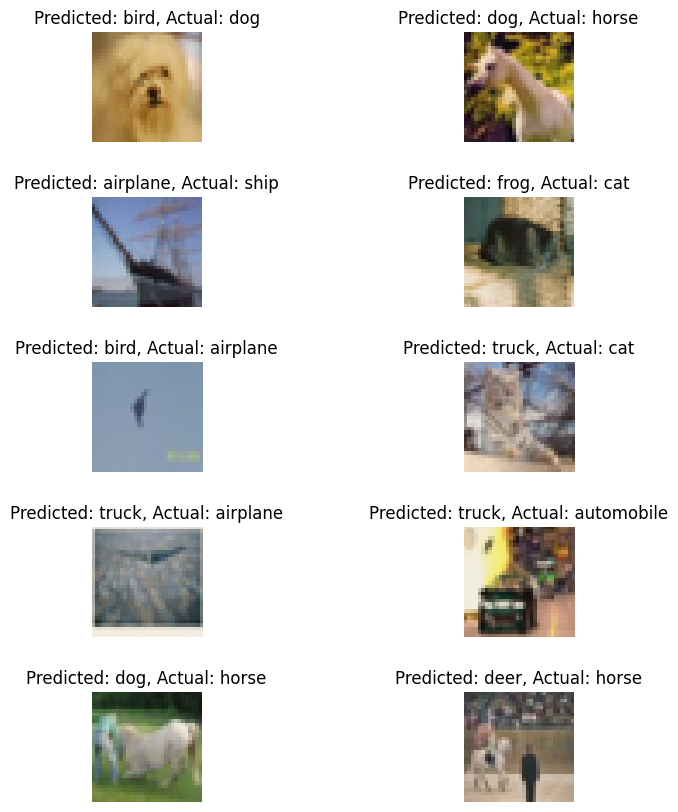 Predicted: bird, Actual: dog
Predicted: dog, Actual: horse
Predicted: airplane, Actual: ship
Predicted: frog, Actual: cat
Predicted: bird, Actual: airplane
Predicted: truck, Actual: cat
Predicted: truck, Actual: airplane
Predicted: truck, Actual: automobile
Predicted: dog, Actual: horse
Predicted: deer, Actual: horse